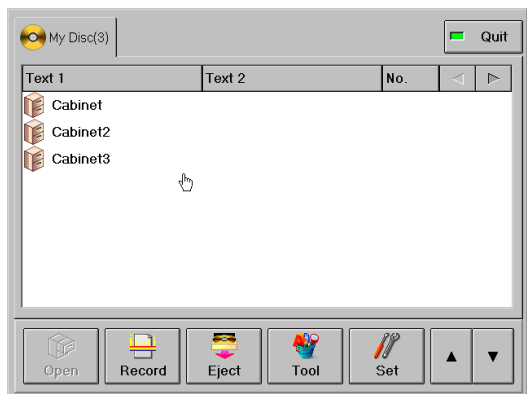 My Disc(3)
Quit
Text 1 Text 2 No.
Cabinet
Cabinet2
Cabinet3
Open Record Eject Tool Set